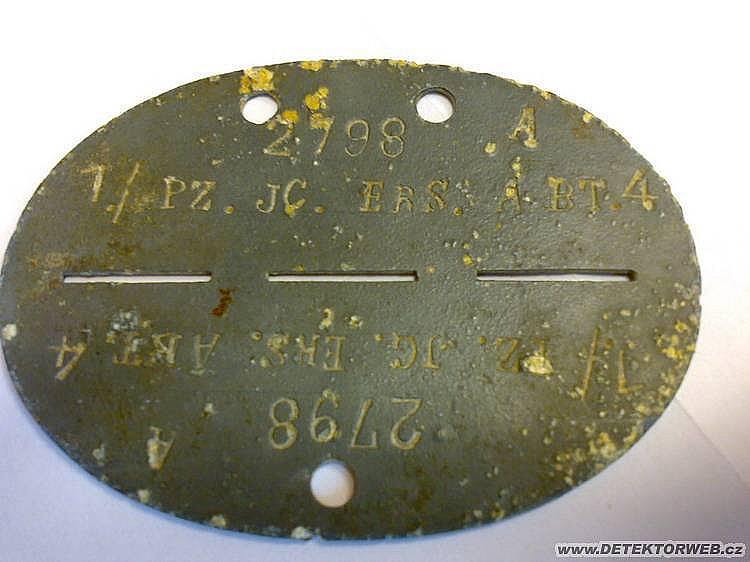 2798 A
1/ PZ. JG. ERS. ABT. 4
1/ PZ. JG. ERS. ABT. 4
2798 A
www.DETEKTORWEB.cz